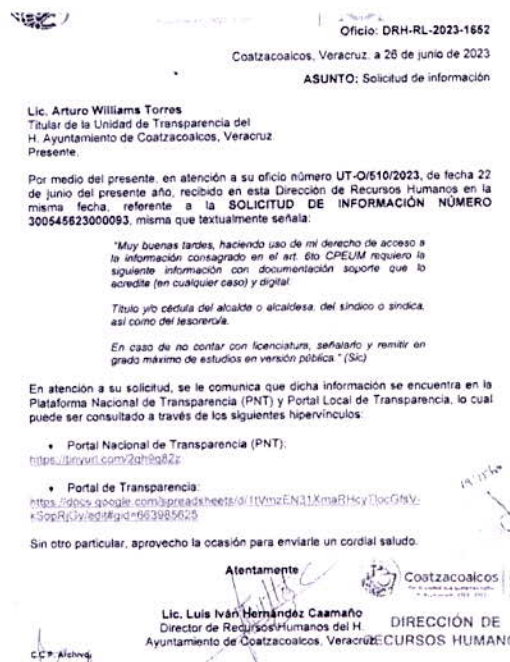 Oficio: DRH-RL-2023-1652
Coatzacoalcos, Veracruz, a 26 de junio de 2023
ASUNTO: Solicitud de información
Lic. Arturo Williams Torres
Titular de la Unidad de Transparencia del
H. Ayuntamiento de Coatzacoalcos, Veracruz
Presente.
Por medio del presente, en atención a su oficio número UT-O/510/2023, de fecha 22
de junio del presente año, recibido en esta Dirección de Recursos Humanos en la
misma fecha, referente a la SOLICITUD DE INFORMACIÓN NÚMERO
300545623000093, misma que textualmente señala:
"Muy buenas tardes, haciendo uso de mi derecho de acceso a
la información consagrado en el art. 6to CPEUM requiero la
siguiente información con documentación soporte que lo
acredite (en cualquier caso) y digital.
Título y/o cédula del alcalde o alcaldesa, del síndico o síndica,
así como del tesorero/a.
En caso de no contar con licenciatura, señalarlo y remitir en
grado máximo de estudios en versión pública." (Sic)
En atención a su solicitud, se le comunica que dicha información se encuentra en la
Plataforma Nacional de Transparencia (PNT) y Portal Local de Transparencia, lo cual
puede ser consultado a través de los siguientes hipervínculos:
• Portal Nacional de Transparencia (PNT):
https://tinyurl.com/2gh9q82z
• Portal de Transparencia:
Sin otro particular, aprovecho la ocasión para enviarle un cordial saludo.
Atentamente
Coatzacoalcos
Lic. Luis Iván Hernández Caamaño
Director de Recursos Humanos del H.
Ayuntamiento de Coatzacoalcos, Veracruz
DIRECCIÓN DE
RECURSOS HUMANO
C.C.P. Archivo